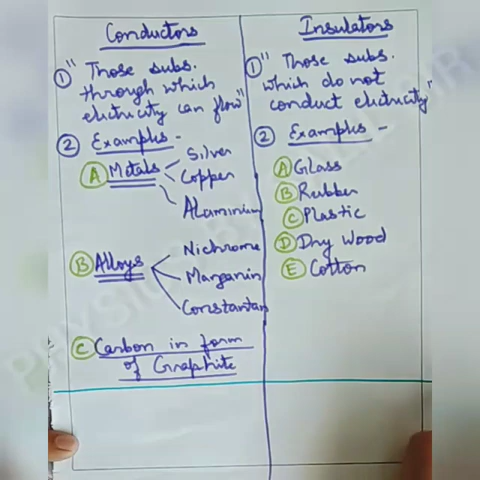 Conductors
① "Those subs.
through which
electricity can flow"
② Examples -
Ⓐ Metals
Silver
Copper
Aluminium
Ⓑ Alloys
Nichrome
Manganin
Constantan
Ⓒ Carbon in form
of Graphite
Insulators
① "Those subs.
which do not
conduct electricity"
② Examples -
Ⓐ Glass
Ⓑ Rubber
Ⓒ Plastic
Ⓓ Dry Wood
Ⓔ Cotton